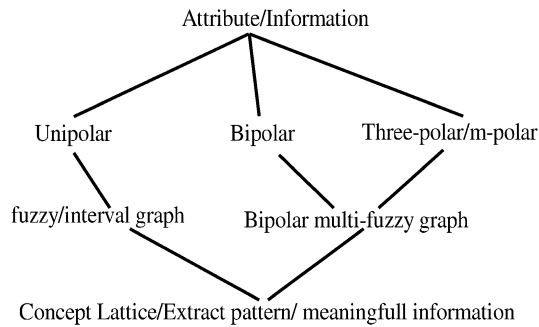 Attribute/Information
Unipolar Bipolar Three-polar/m-polar
fuzzy/interval graph Bipolar multi-fuzzy graph
Concept Lattice/Extract pattern/ meaningfull information